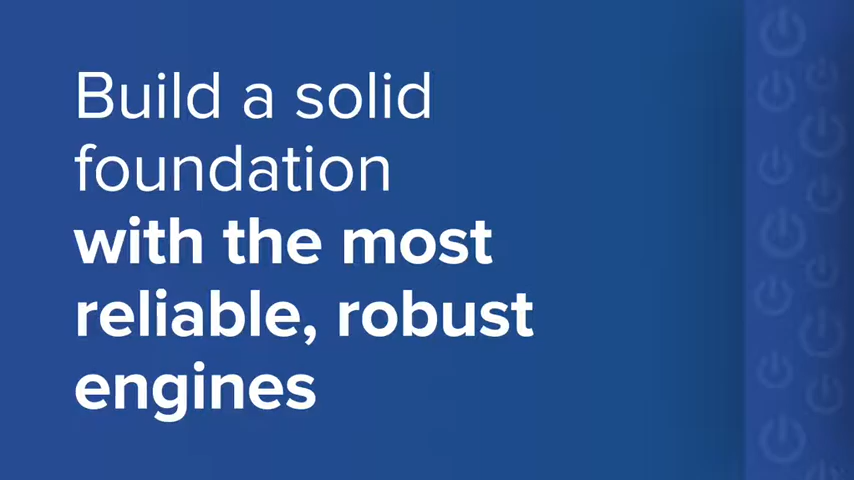 Build a solid
foundation
with the most
reliable, robust
engines